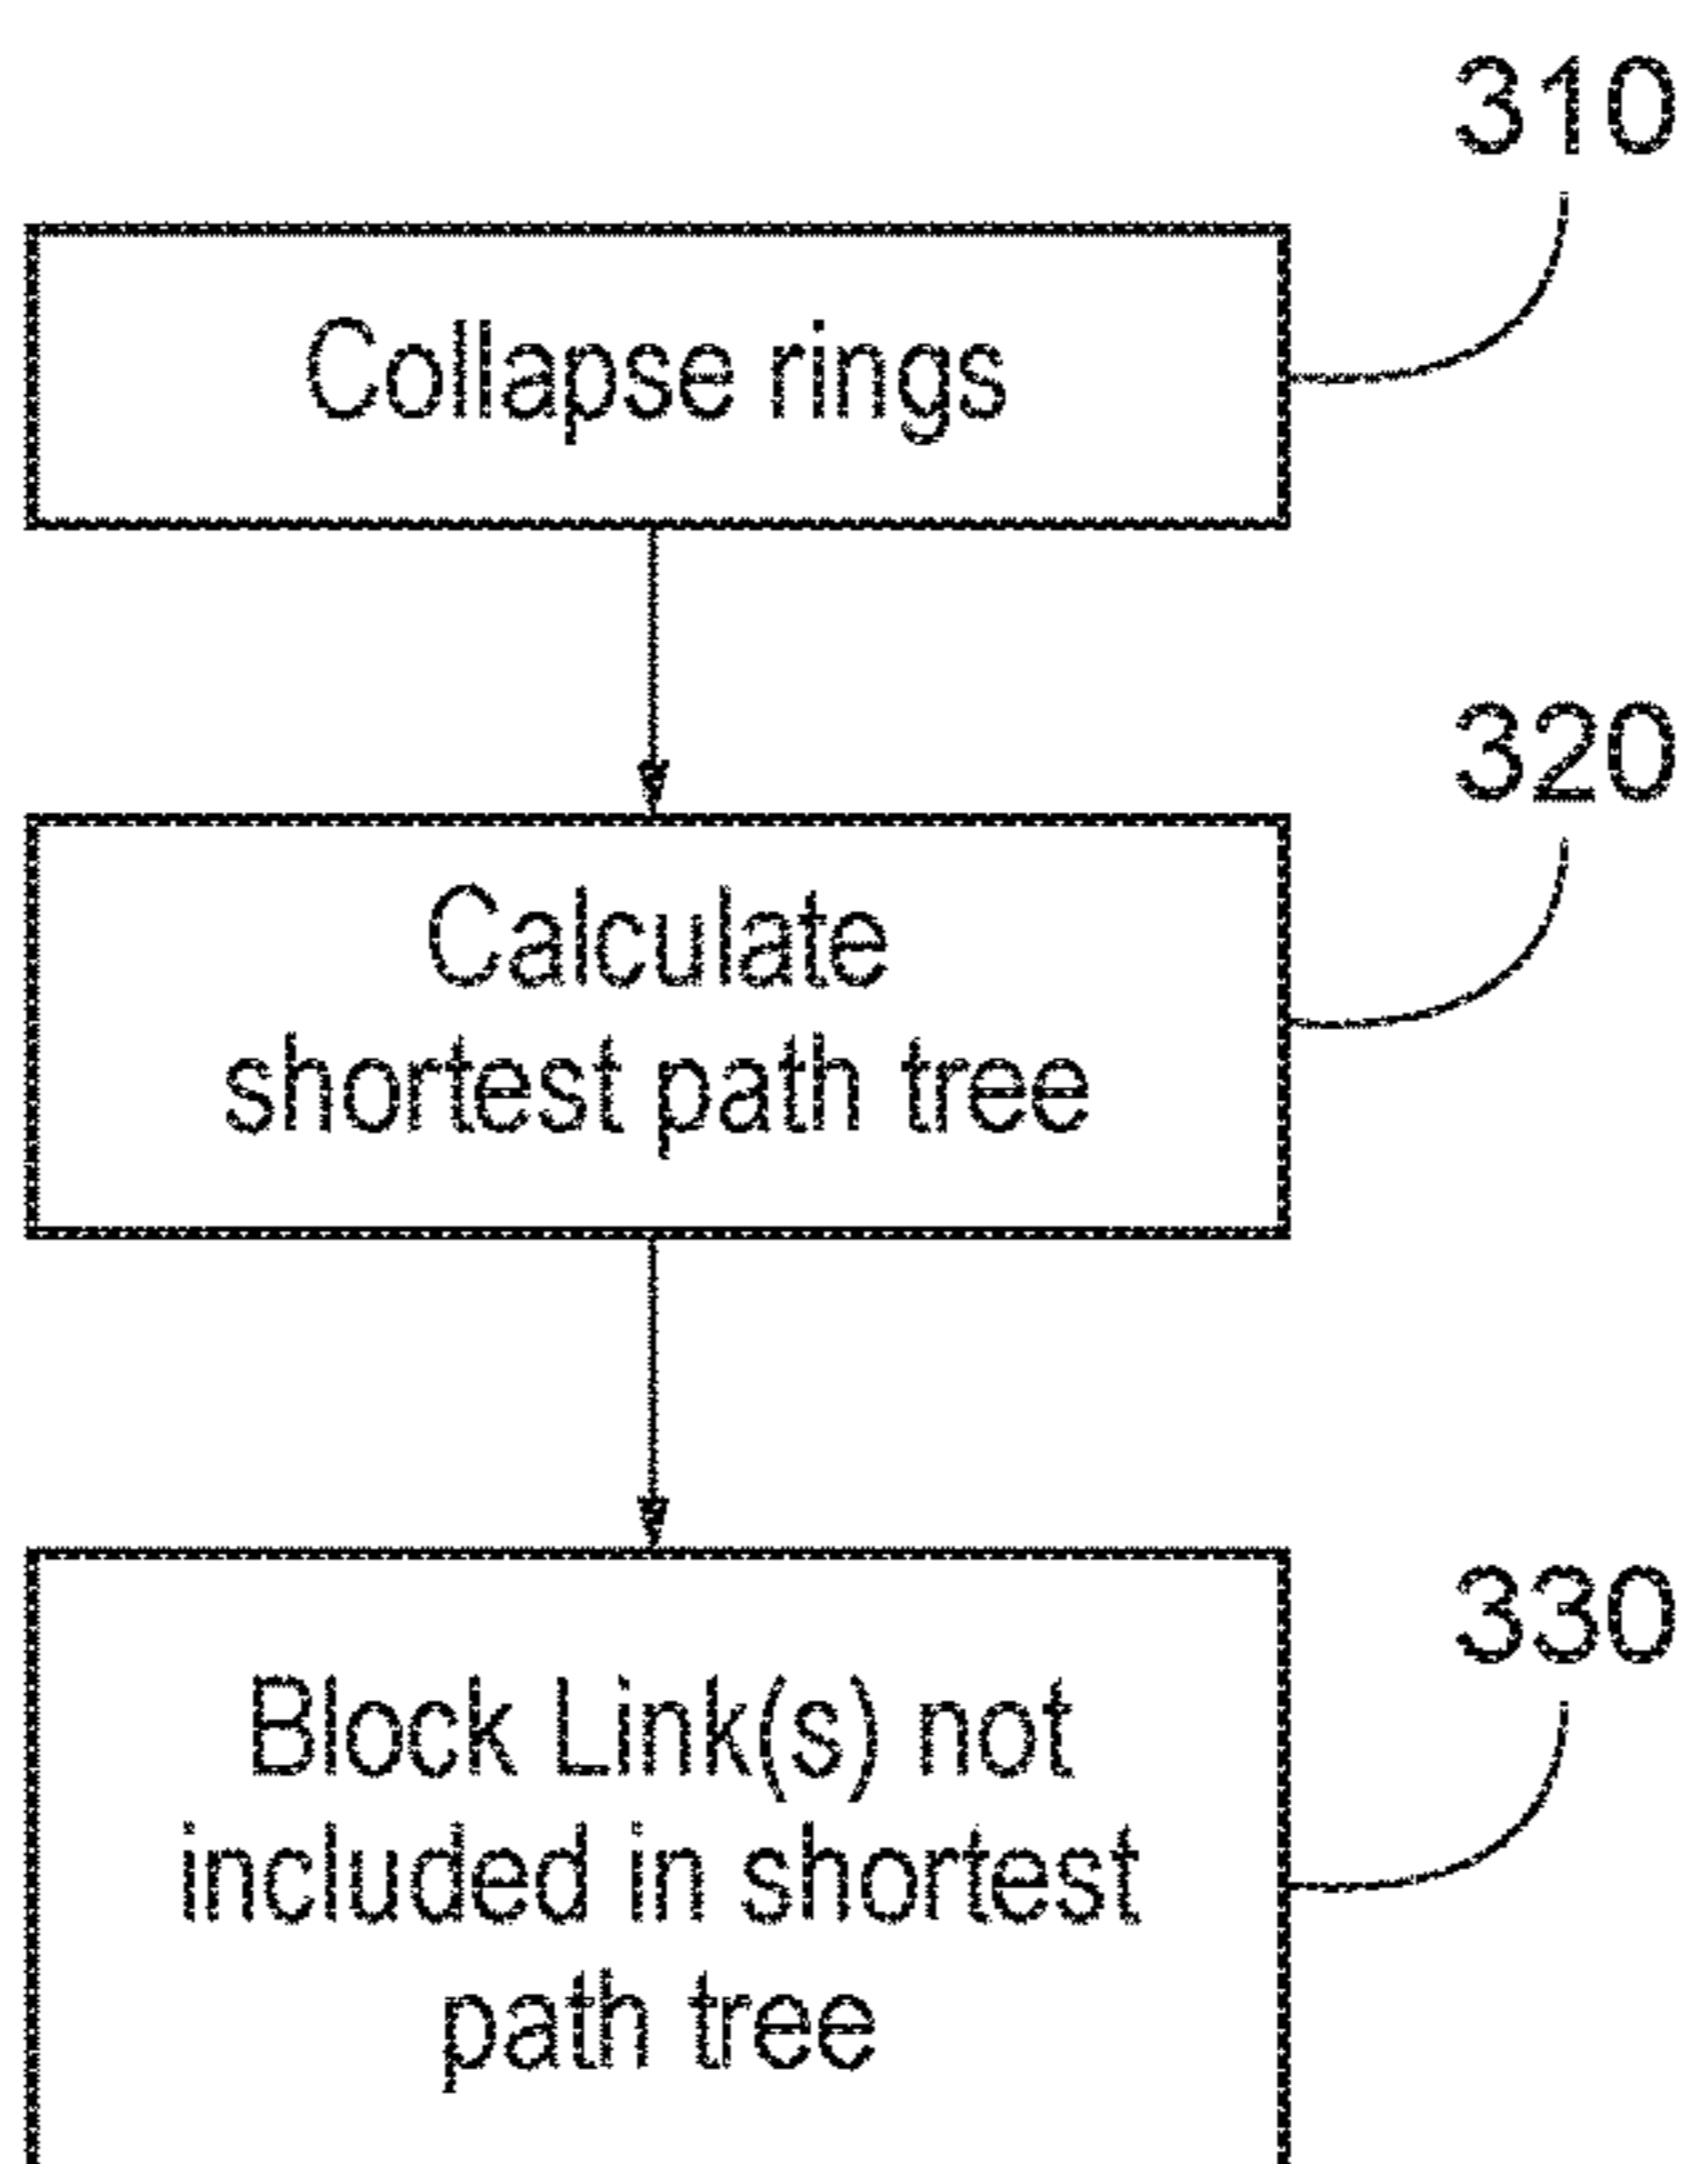 310
Collapse rings
320
Calculate
shortest path tree
330
Block Link(s) not
included in shortest
path tree